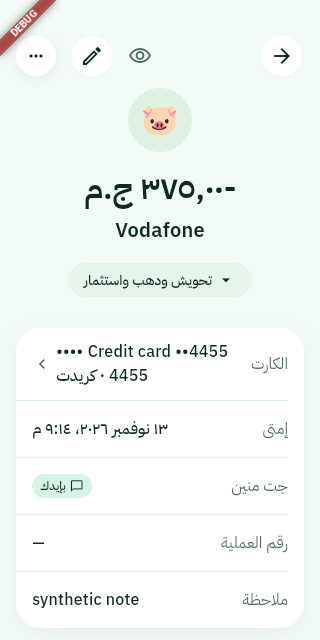 DEBUG
-٣٧٥,٠٠ ج.م
Vodafone
تحويش ودهب واستثمار
الكارت
•••• Credit card ••4455
كريدت · 4455
إمتى
١٣ نوفمبر ٢٠٢٦، ٩:١٤ م
جت منين
بإيدك
رقم العملية
—
ملاحظة
synthetic note